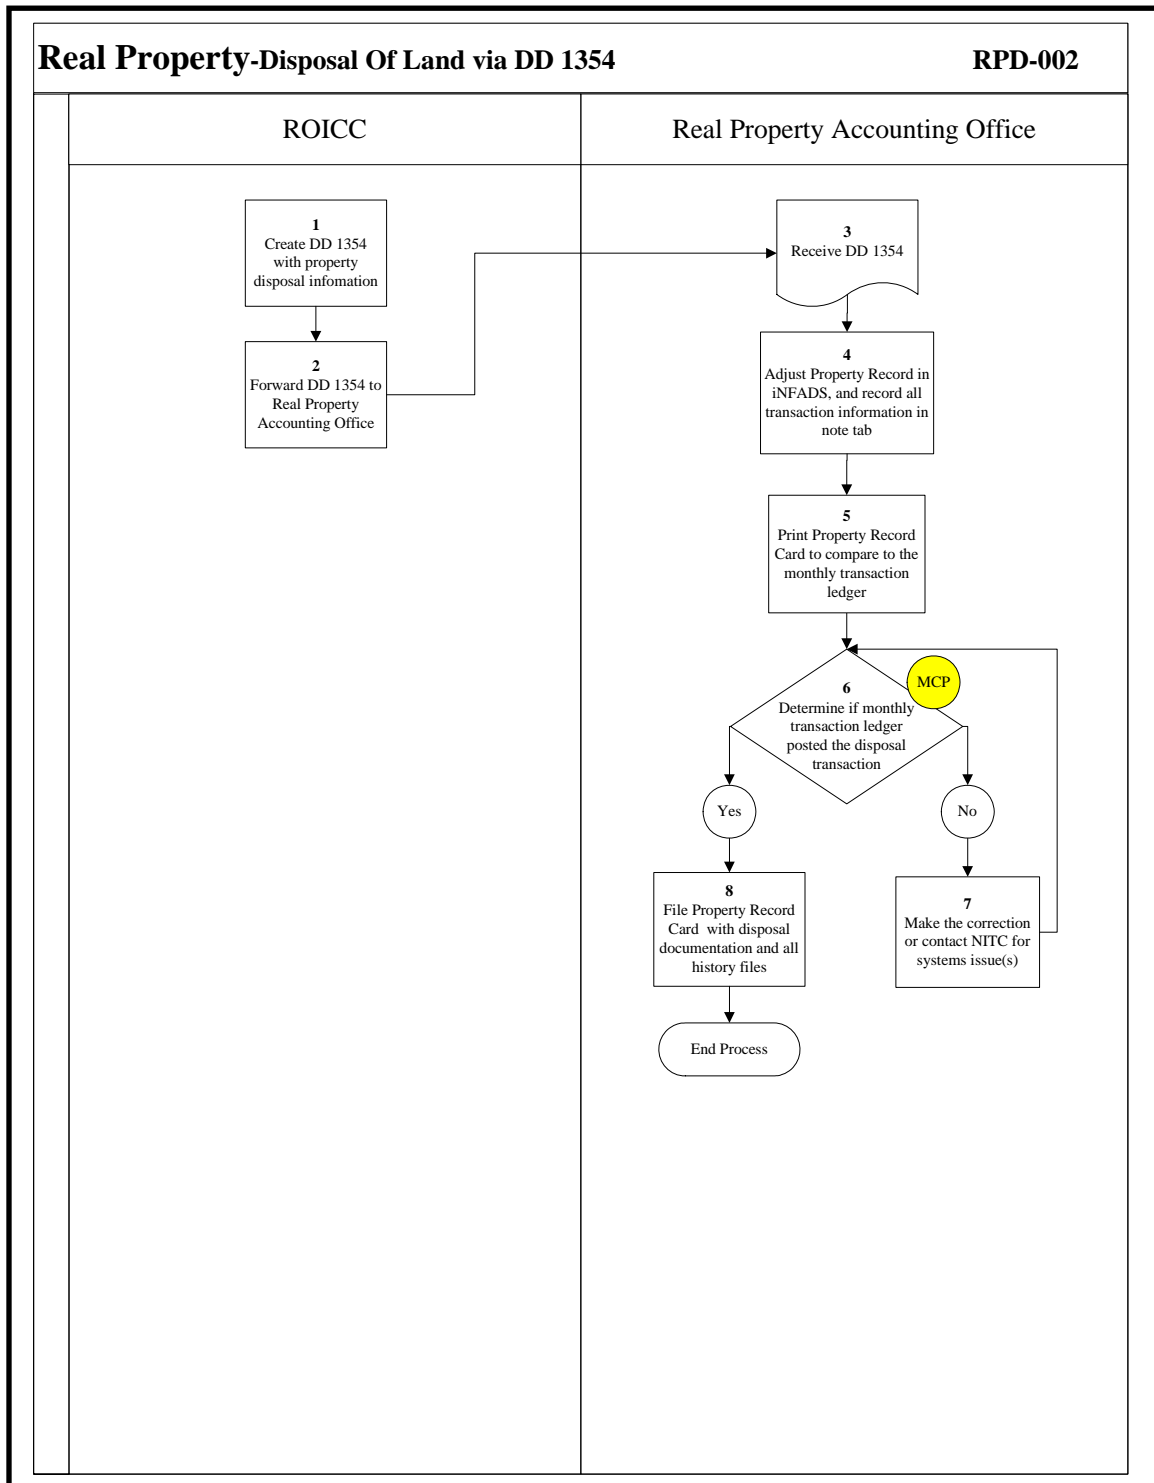 Real Property-Disposal Of Land via DD 1354
RPD-002
ROICC
Real Property Accounting Office
1
Create DD 1354
with property
disposal infomation
2
Forward DD 1354 to
Real Property
Accounting Office
3
Receive DD 1354
4
Adjust Property Record in
iNFADS, and record all
transaction information in
note tab
5
Print Property Record
Card to compare to the
monthly transaction
ledger
MCP
6
Determine if monthly
transaction ledger
posted the disposal
transaction
Yes
No
8
File Property Record
Card with disposal
documentation and all
history files
7
Make the correction
or contact NITC for
systems issue(s)
End Process